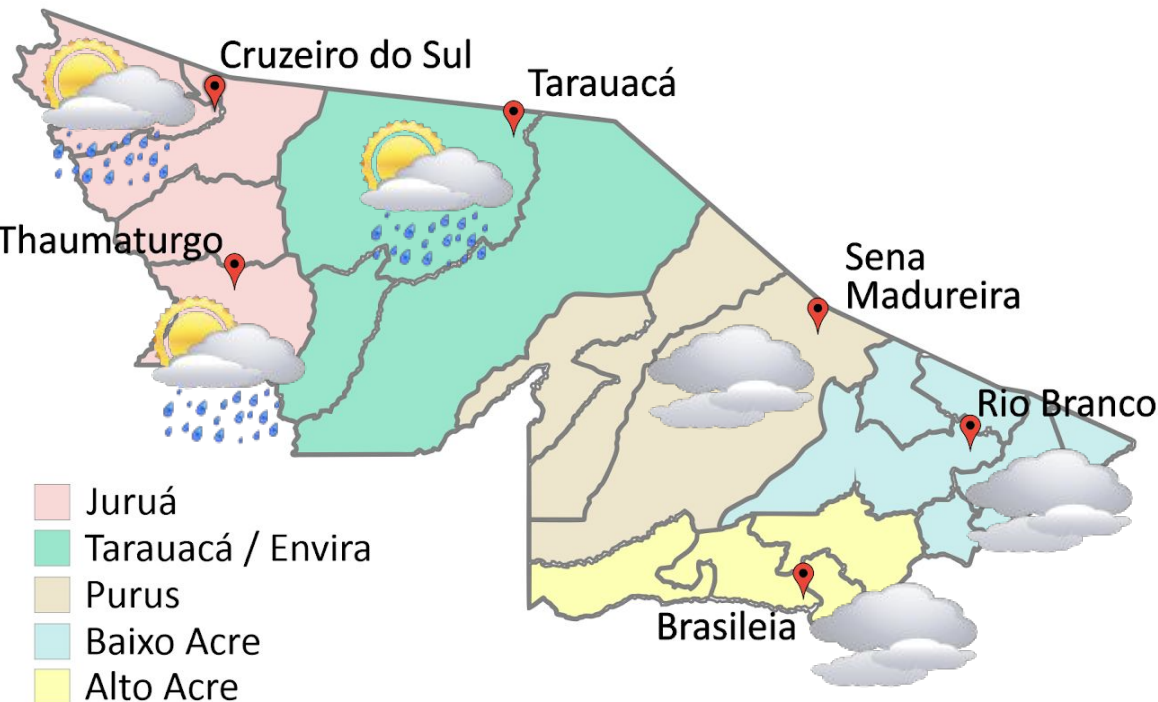 Cruzeiro do Sul
Tarauacá
Thaumaturgo
Sena
Madureira
Rio Branco
Brasileia
Juruá
Tarauacá / Envira
Purus
Baixo Acre
Alto Acre